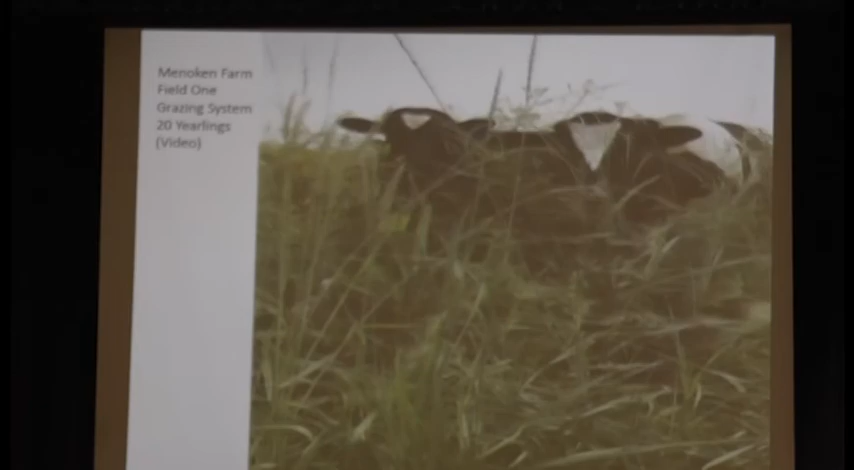 Menoken Farm
Field One
Grazing System
20 Yearlings
(Video)